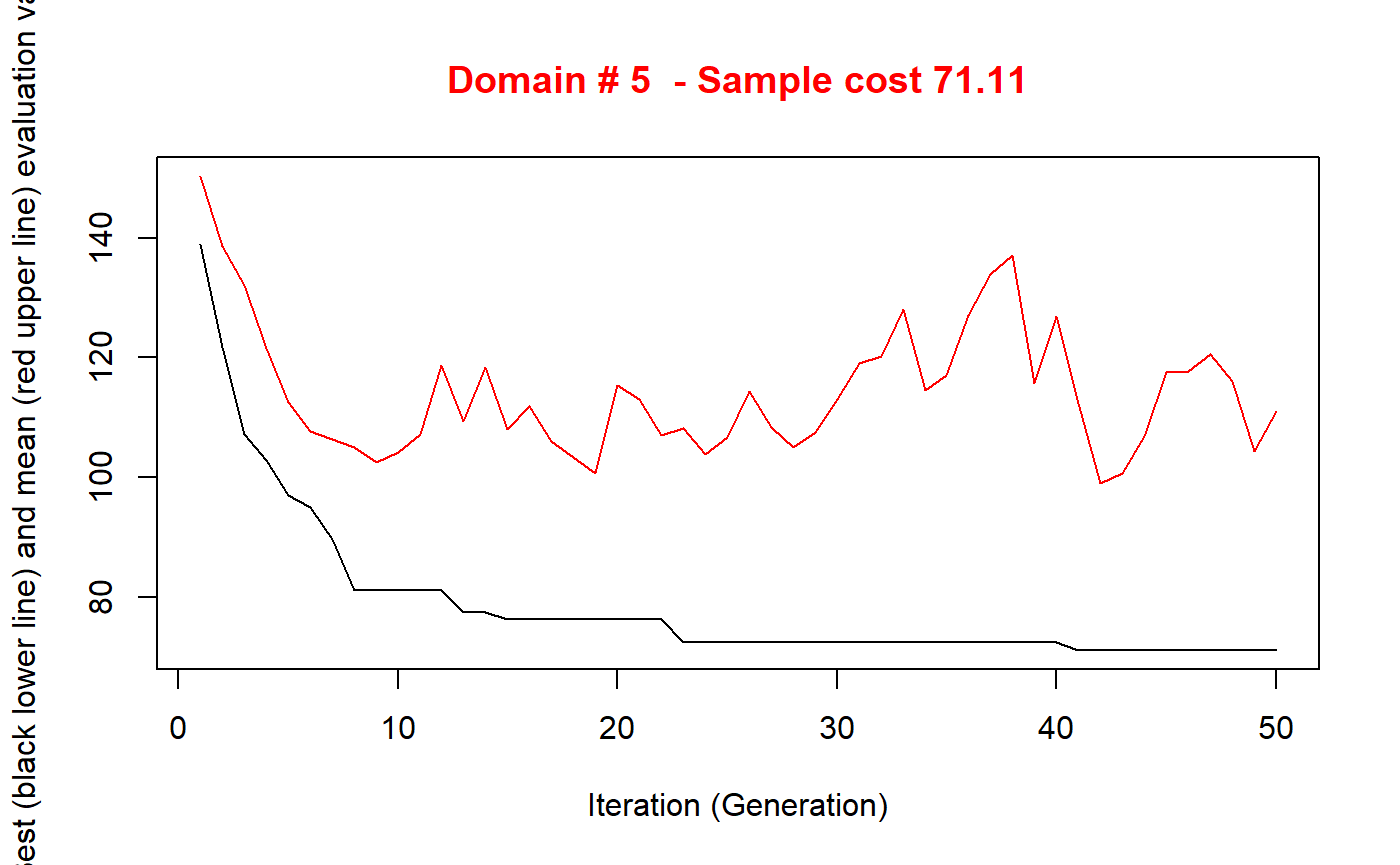 Domain # 5  - Sample cost 71.11
est (black lower line) and mean (red upper line) evaluation va
140
120
100
80
0 10 20 30 40 50
Iteration (Generation)